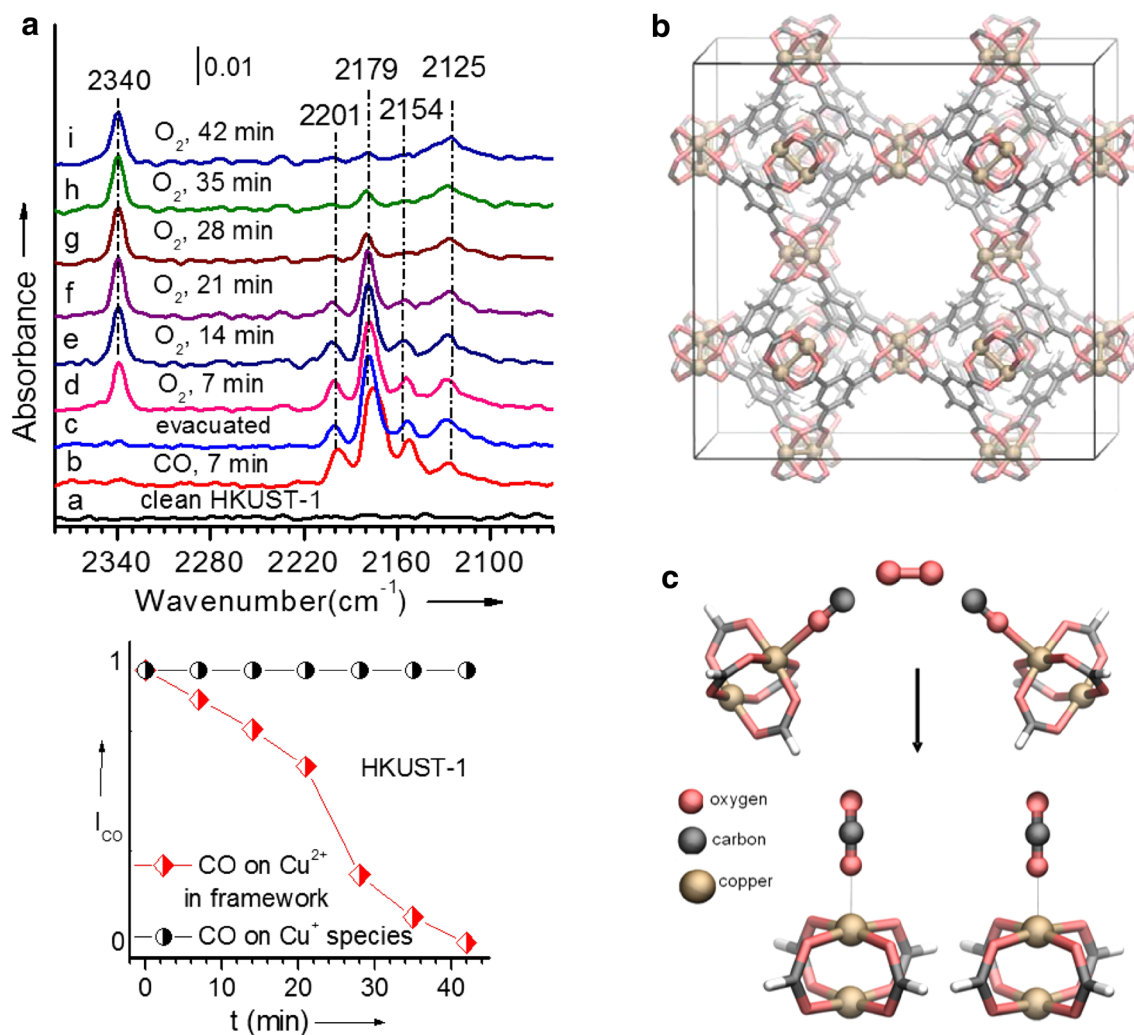 a
0.01
2340
2179
2125
2201
2154
i O₂, 42 min
h O₂, 35 min
g O₂, 28 min
f O₂, 21 min
e O₂, 14 min
d O₂, 7 min
c evacuated
b CO, 7 min
a clean HKUST-1
Absorbance
2340 2280 2220 2160 2100
Wavenumber(cm⁻¹)
1
HKUST-1
I_CO
CO on Cu²⁺
in framework
CO on Cu⁺ species
0
0 10 20 30 40
t (min)
b
c
oxygen
carbon
copper